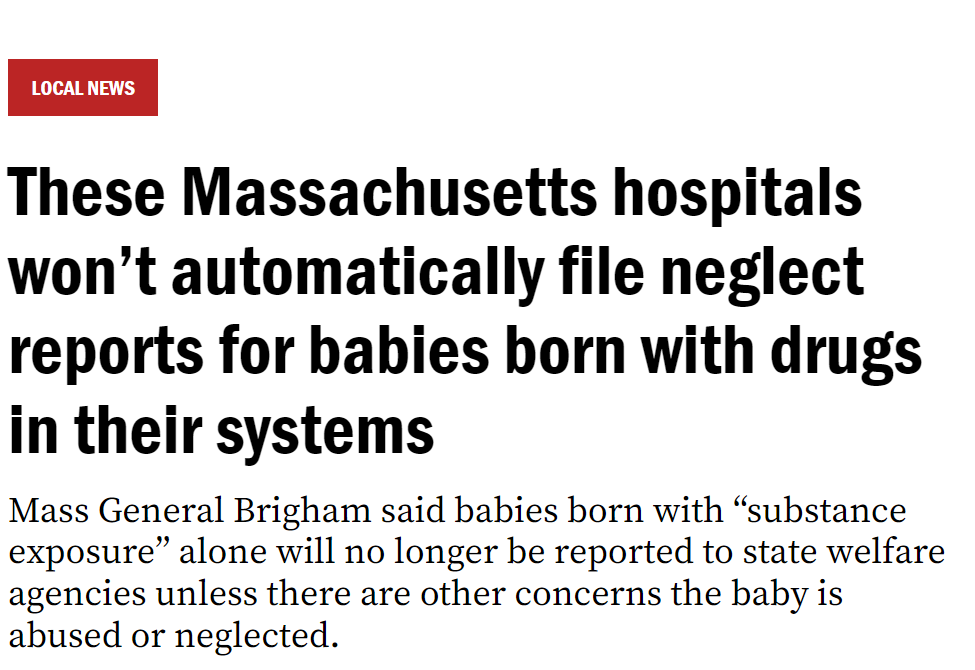 LOCAL NEWS
These Massachusetts hospitals
won’t automatically file neglect
reports for babies born with drugs
in their systems
Mass General Brigham said babies born with “substance
exposure” alone will no longer be reported to state welfare
agencies unless there are other concerns the baby is
abused or neglected.